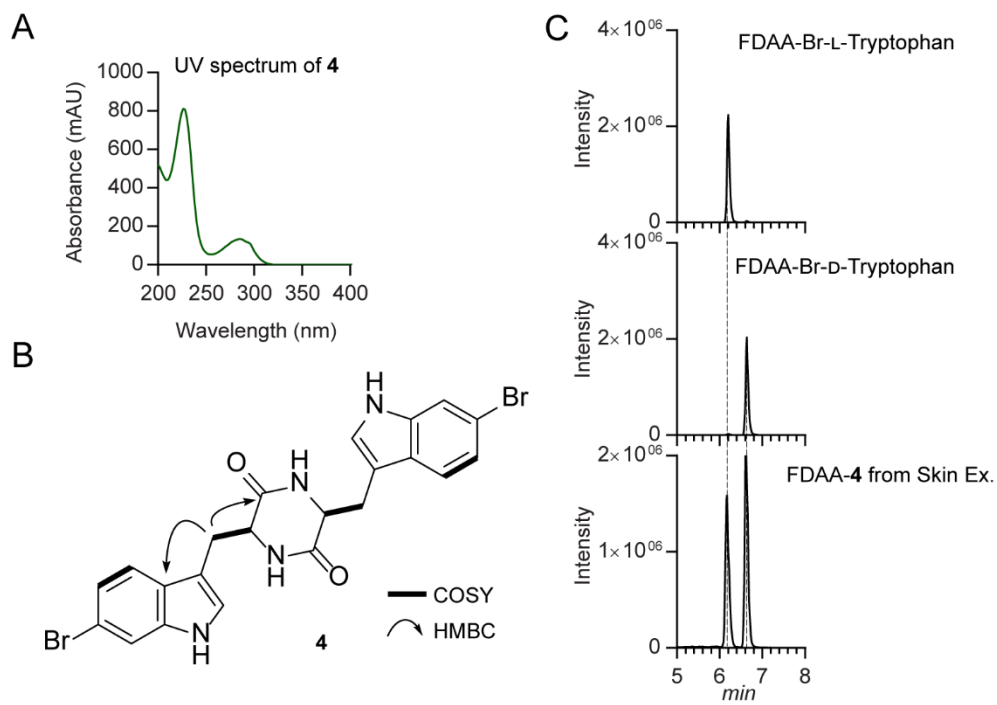 A
UV spectrum of 4
Absorbance (mAU)
1000
800
600
400
200
0
200 250 300 350 400
Wavelength (nm)
B
H
N
Br
O
H
N
N
H
O
Br
N
H
4
COSY
HMBC
C
FDAA-Br-L-Tryptophan
Intensity
4× 10⁰⁶
2× 10⁰⁶
0
FDAA-Br-D-Tryptophan
Intensity
4× 10⁰⁶
2× 10⁰⁶
0
FDAA-4 from Skin Ex.
Intensity
2× 10⁰⁶
1× 10⁰⁶
0
5 6 7 8
min